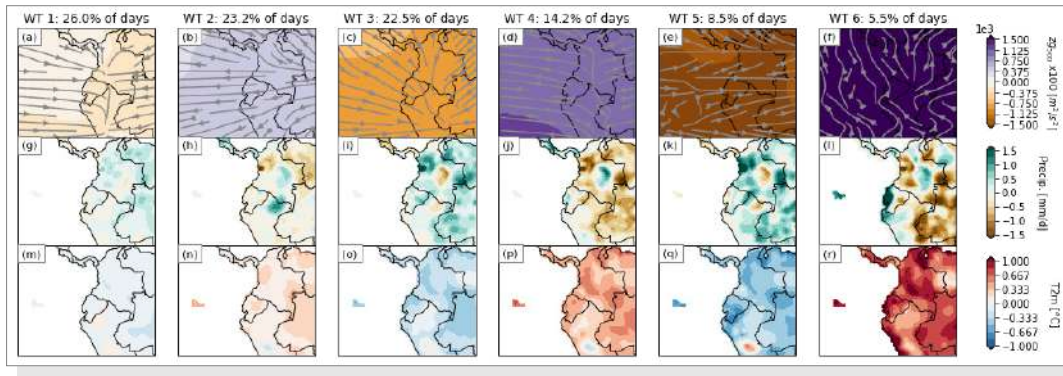 WT 1: 26.0% of days
WT 2: 23.2% of days
WT 3: 22.5% of days
WT 4: 14.2% of days
WT 5: 8.5% of days
WT 6: 5.5% of days
(a)
(b)
(c)
(d)
(e)
(f)
1e3
1.500
1.125
0.750
0.375
0.000
−0.375
−0.750
−1.125
−1.500
zg500 x100 [m²/s²]
(g)
(h)
(i)
(j)
(k)
(l)
1.5
1.0
0.5
0.0
−0.5
−1.0
−1.5
Precip. [mm/d]
(m)
(n)
(o)
(p)
(q)
(r)
1.000
0.667
0.333
0.000
−0.333
−0.667
−1.000
T2m [°C]